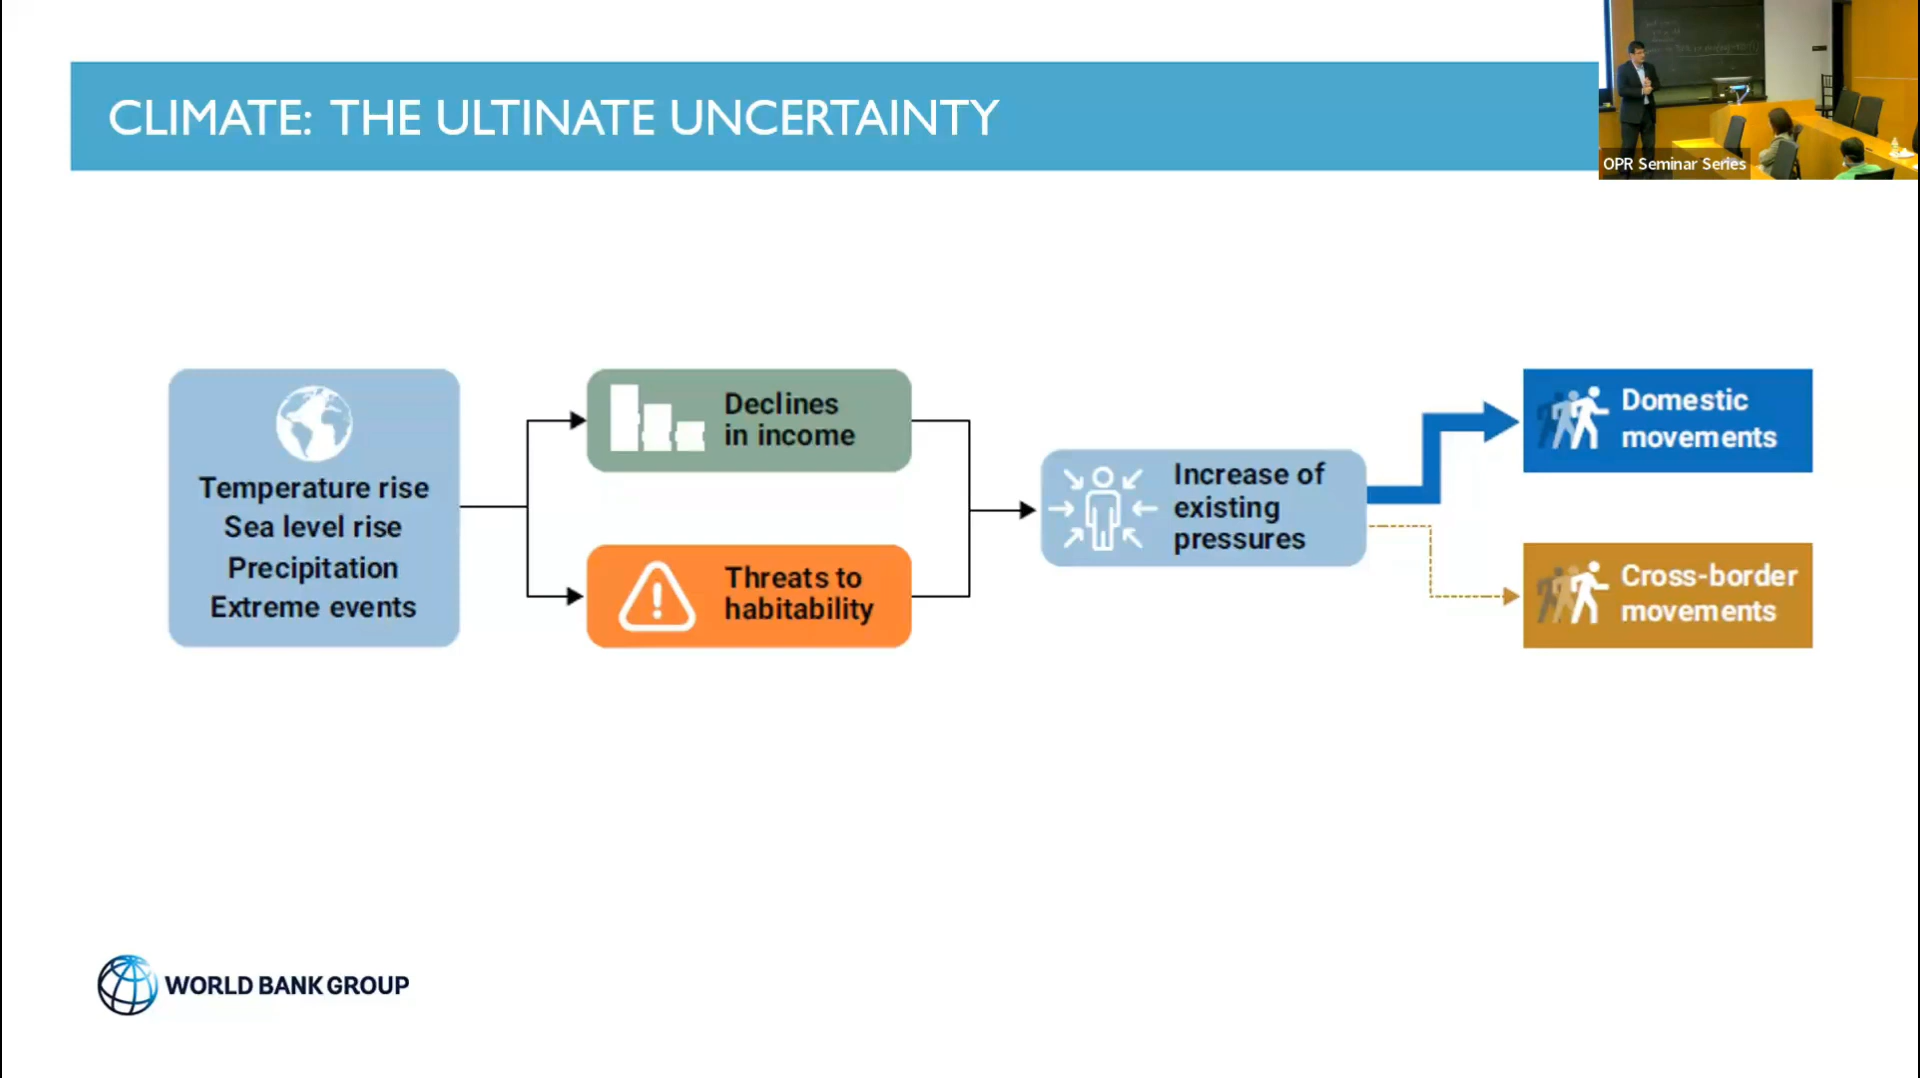 CLIMATE: THE ULTINATE UNCERTAINTY
OPR Seminar Series
Temperature rise
Sea level rise
Precipitation
Extreme events
Declines
in income
Threats to
habitability
Increase of
existing
pressures
Domestic
movements
Cross-border
movements
WORLD BANK GROUP